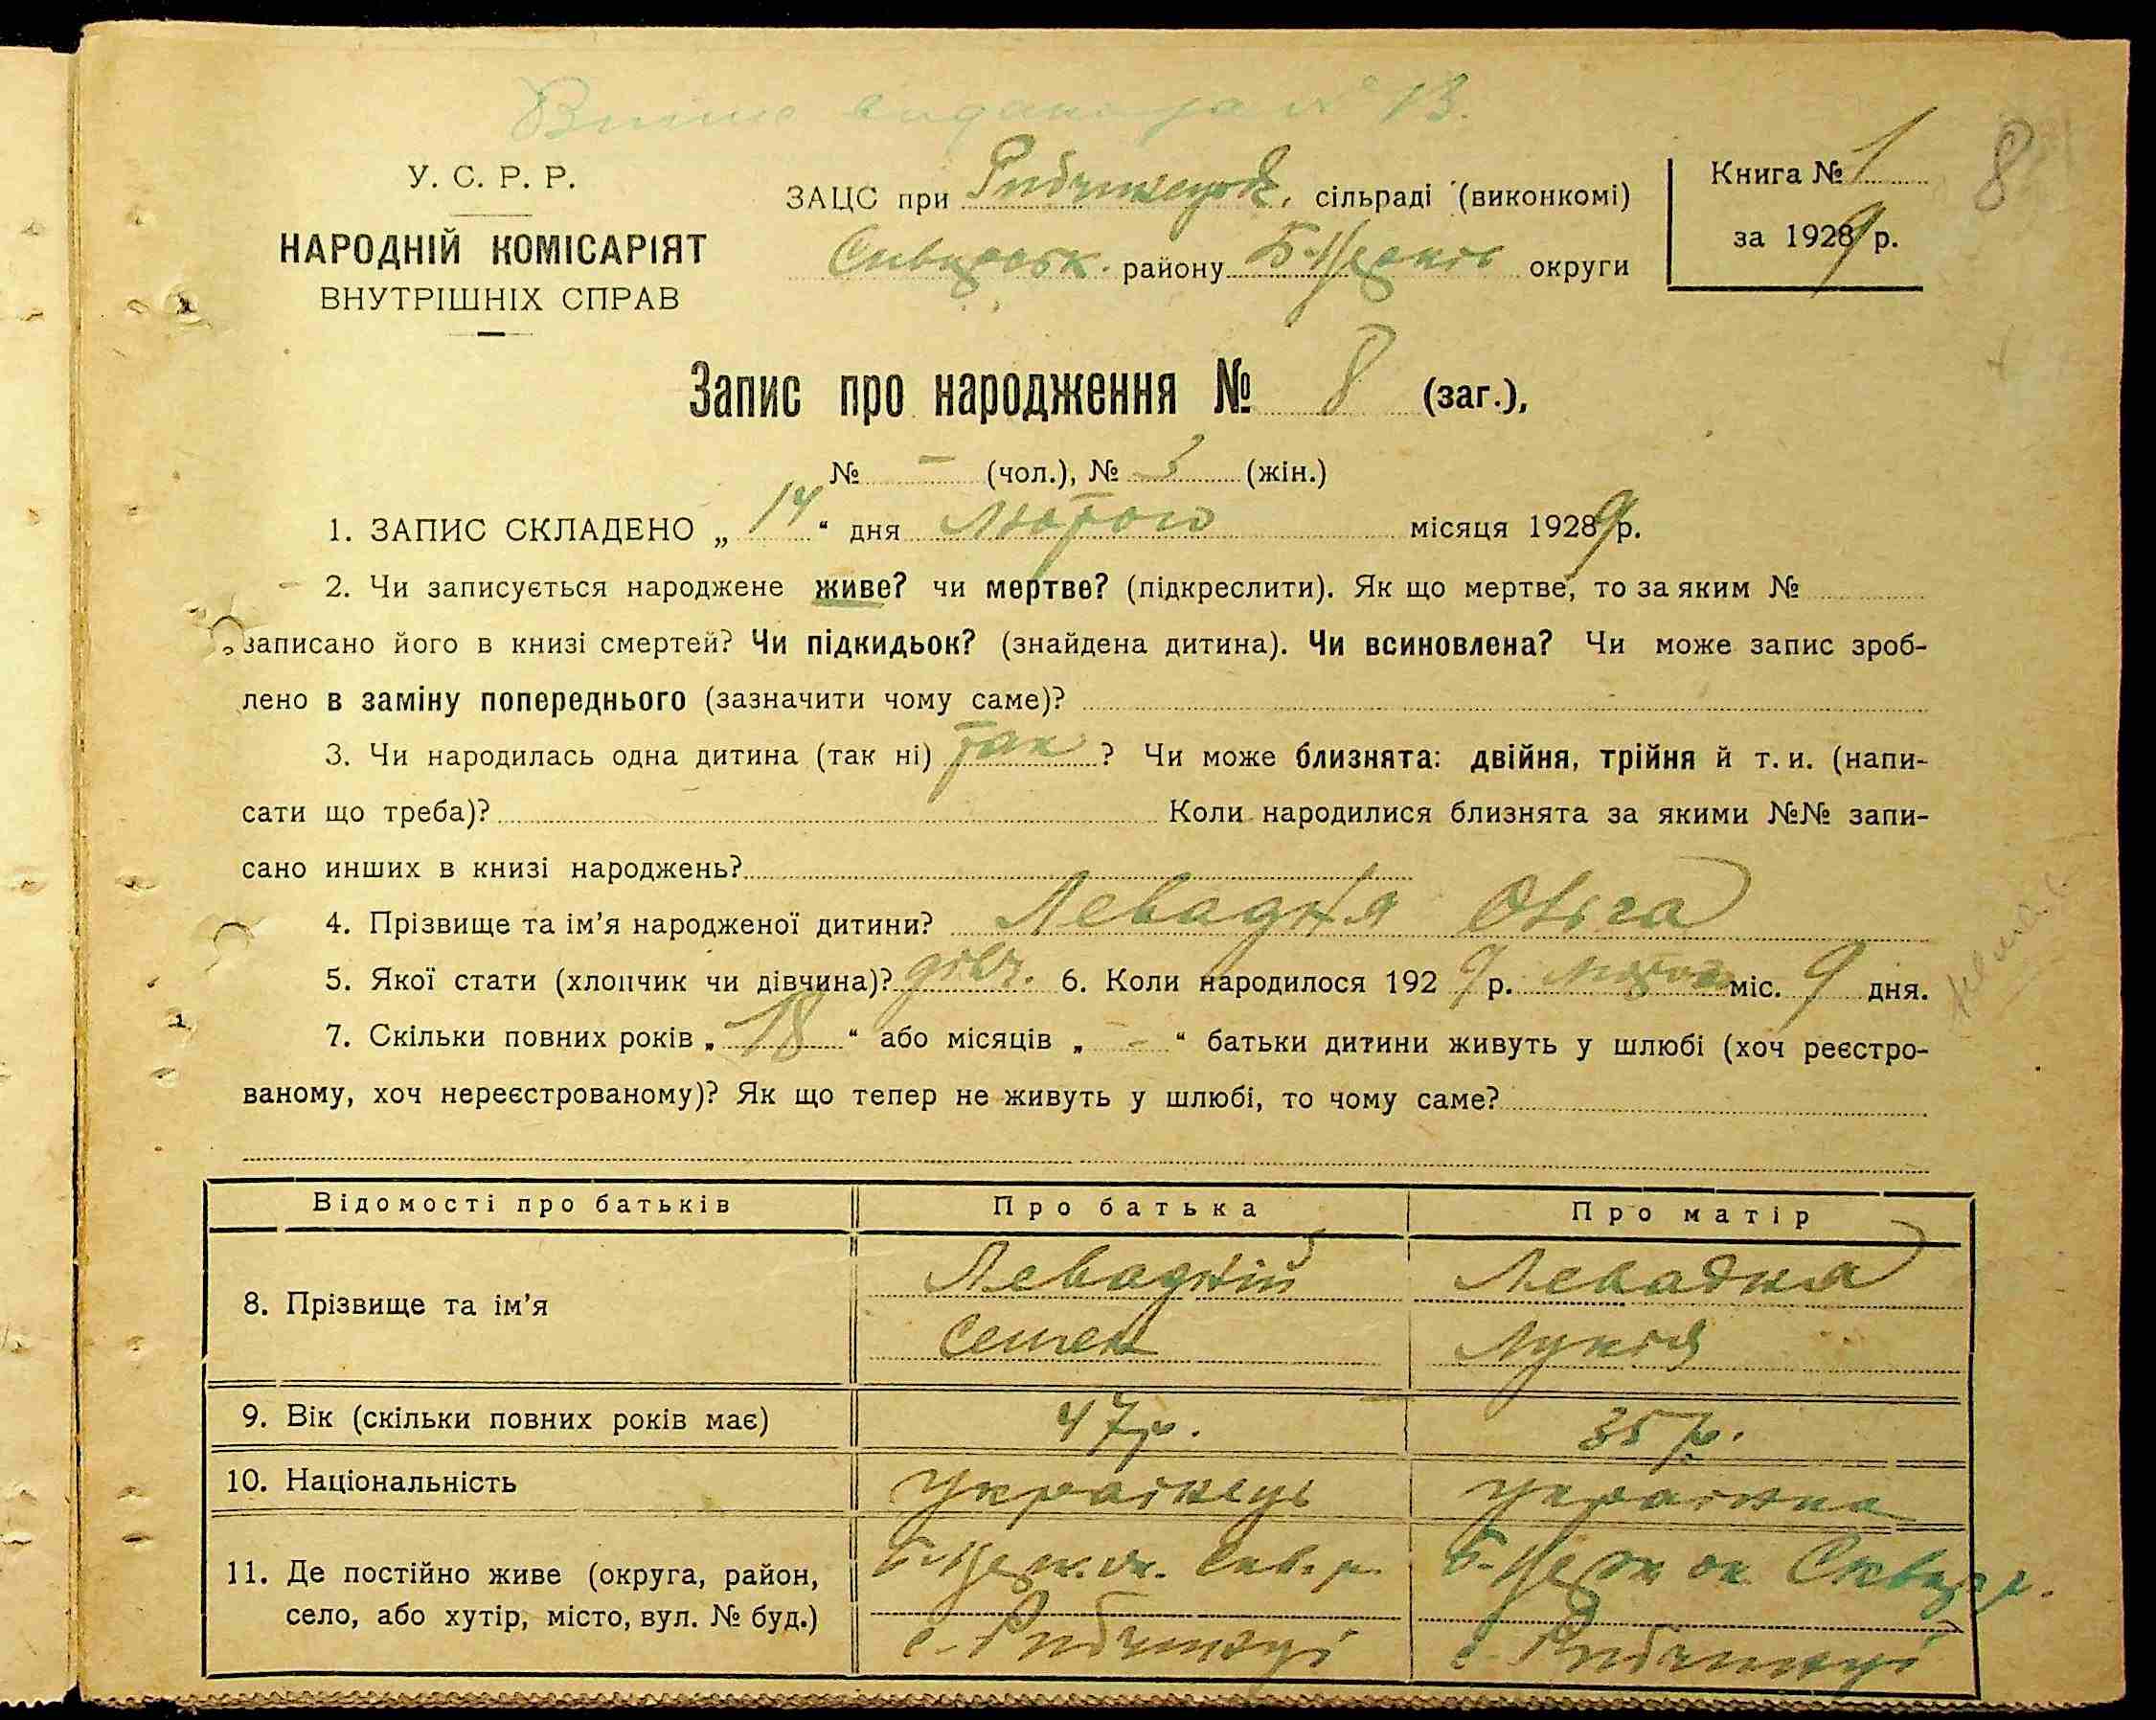 8
У. С. Р. Р.
НАРОДНІЙ КОМІСАРІЯТ
ВНУТРІШНІХ СПРАВ
ЗАЦС при сільраді (виконкомі)
району Б-Церків округи
Книга № 1
за 1929 р.
Запис про народження № 8 (заг.),
№ – (чол.), № 3 (жін.)
1. ЗАПИС СКЛАДЕНО „ 14 “ дня Лютого місяця 1929 р.
2. Чи записується народжене живе? чи мертве? (підкреслити). Як що мертве, то за яким №
записано його в книзі смертей? Чи підкидьок? (знайдена дитина). Чи всиновлена? Чи може запис зроб-
лено в заміну попереднього (зазначити чому саме)?
3. Чи народилась одна дитина (так ні) так ? Чи може близнята: двійня, трійня й т. и. (напи-
сати що треба)? Коли народилися близнята за якими №№ запи-
сано инших в книзі народжень?
4. Прізвище та ім’я народженої дитини? Левадня Ольга
5. Якої стати (хлопчик чи дівчина)? дівч. 6. Коли народилося 1929 р. Лютого міс. 9 дня.
7. Скільки повних років „ 18 “ або місяців „ – “ батьки дитини живуть у шлюбі (хоч реєстро-
ваному, хоч нереєстрованому)? Як що тепер не живуть у шлюбі, то чому саме?
Відомості про батьків Про батька Про матір
8. Прізвище та ім’я Левадній Левадня
Семен Лукія
9. Вік (скільки повних років має) 47 р. 35 р.
10. Національність Українець Українка
11. Де постійно живе (округа, район, Б-Церк. ок. Скв. р. Б-Церк ок Сквир р.
село, або хутір, місто, вул. № буд.) с. Рибчинці с. Рибчинці